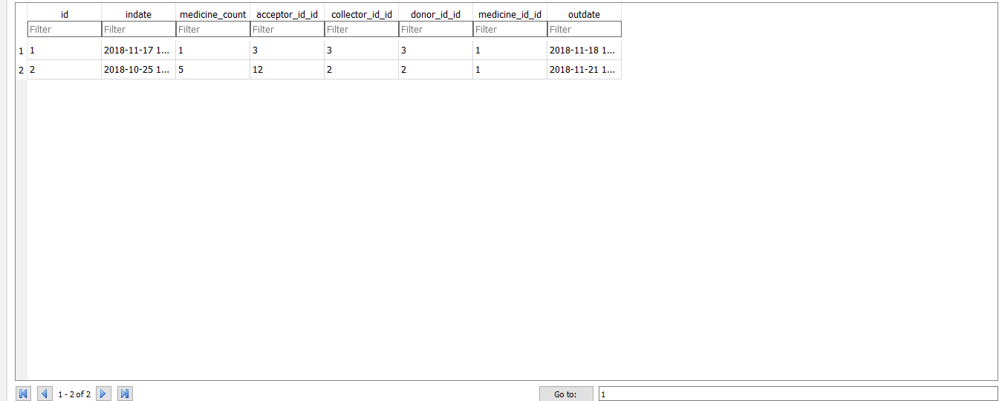 id indate medicine_count acceptor_id_id collector_id_id donor_id_id medicine_id_id outdate
Filter Filter Filter Filter Filter Filter Filter Filter
1 1 2018-11-17 1... 1 3 3 3 1 2018-11-18 1...
2 2 2018-10-25 1... 5 12 2 2 1 2018-11-21 1...
1 - 2 of 2 Go to: 1